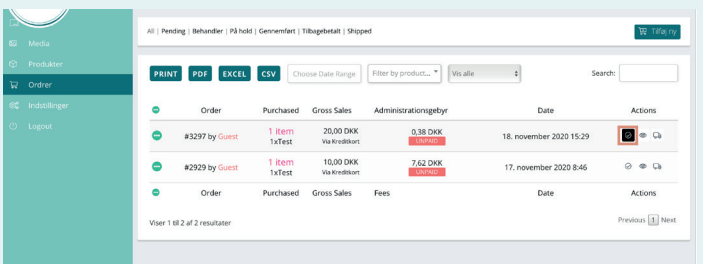 All | Pending | Behandler | På hold | Gennemført | Tilbagebetalt | Shipped
Tilføj ny
Media
Produkter
Ordrer
Indstillinger
Logout
PRINT PDF EXCEL CSV Choose Date Range Filter by product... Vis alle Search:
Order Purchased Gross Sales Administrationsgebyr Date Actions
#3297 by Guest 1 item 20,00 DKK 0,38 DKK 18. november 2020 15:29
1xTest Via Kreditkort UNPAID
#2929 by Guest 1 item 10,00 DKK 7,62 DKK 17. november 2020 8:46
1xTest Via Kreditkort UNPAID
Order Purchased Gross Sales Fees Date Actions
Viser 1 til 2 af 2 resultater
Previous 1 Next